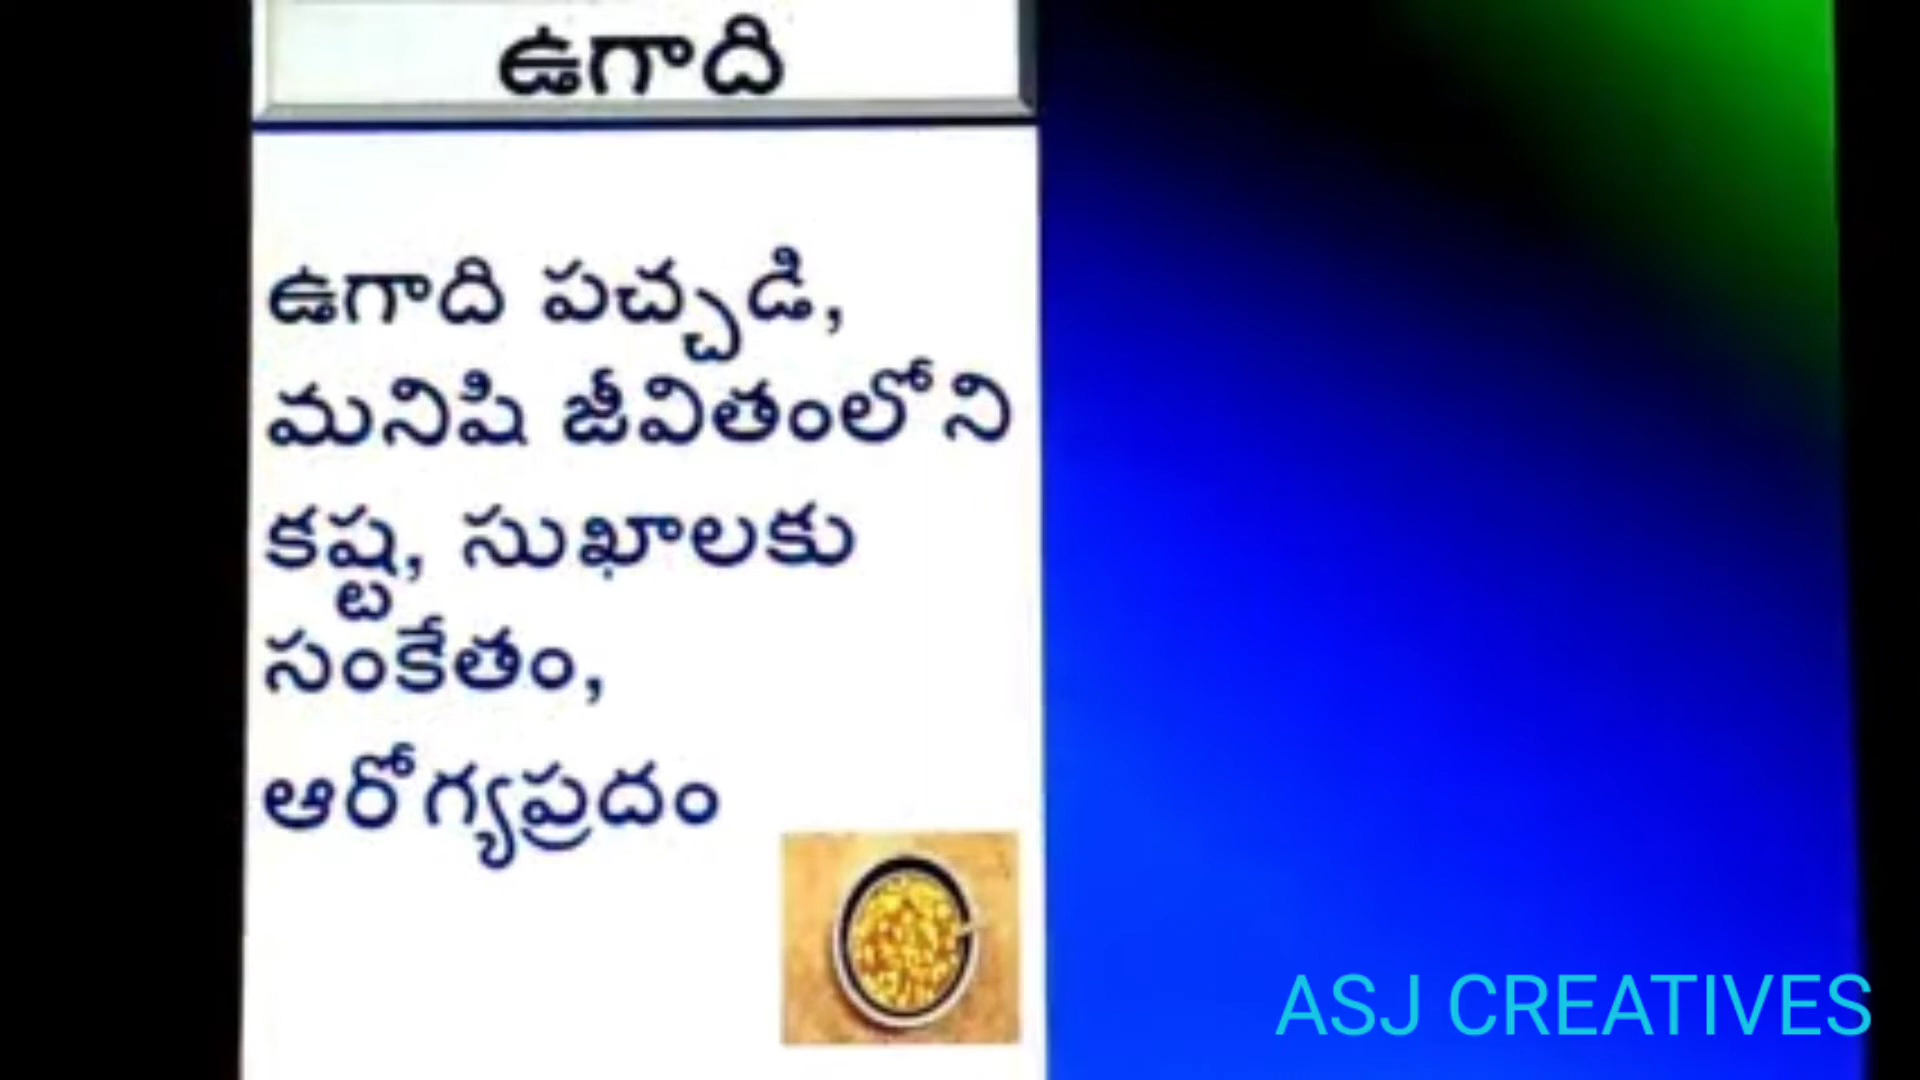 ఉగాది
ఉగాది పచ్చడి,
మనిషి జీవితంలోని
కష్ట, సుఖాలకు
సంకేతం,
ఆరోగ్యప్రదం
ASJ CREATIVES